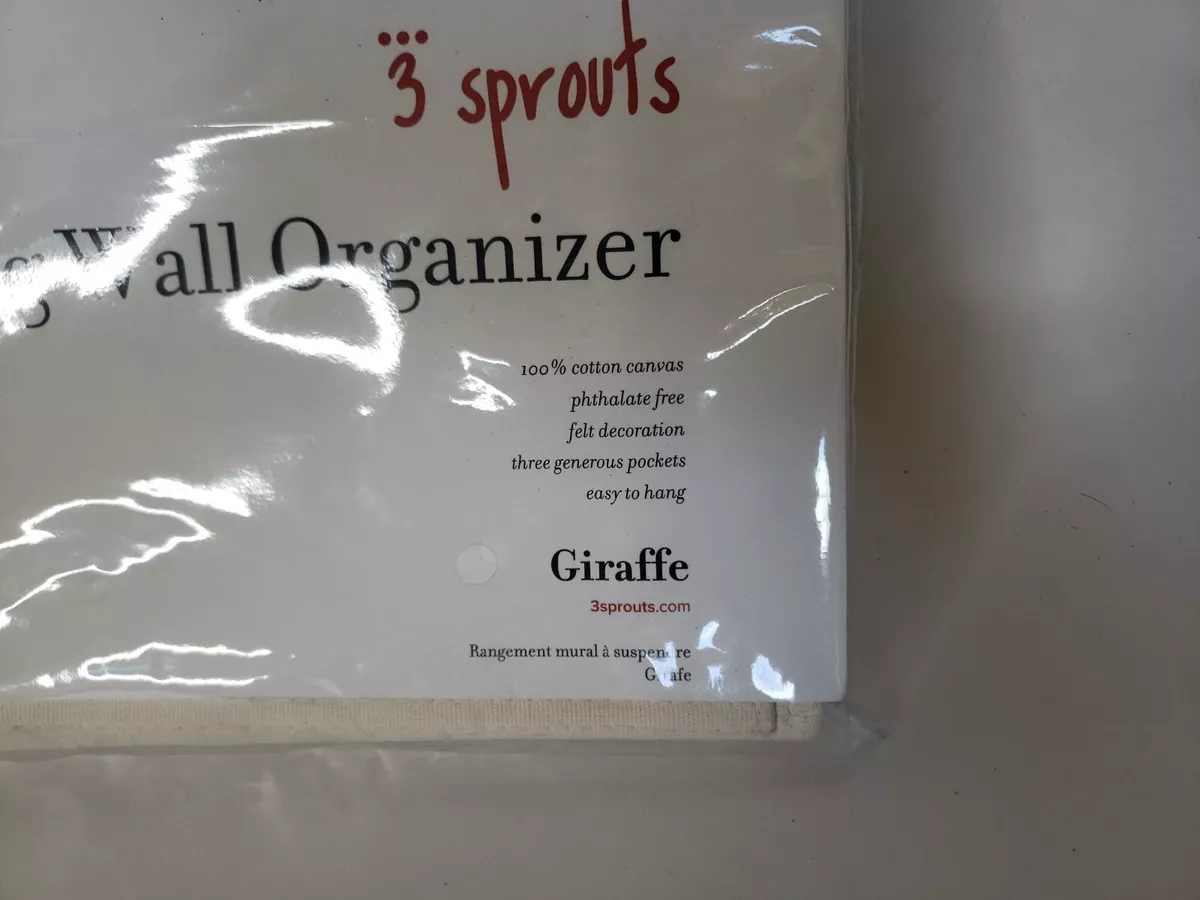 3 sprouts
g Wall Organizer
100% cotton canvas
phthalate free
felt decoration
three generous pockets
easy to hang
Giraffe
3sprouts.com
Rangement mural à suspendre
Girafe